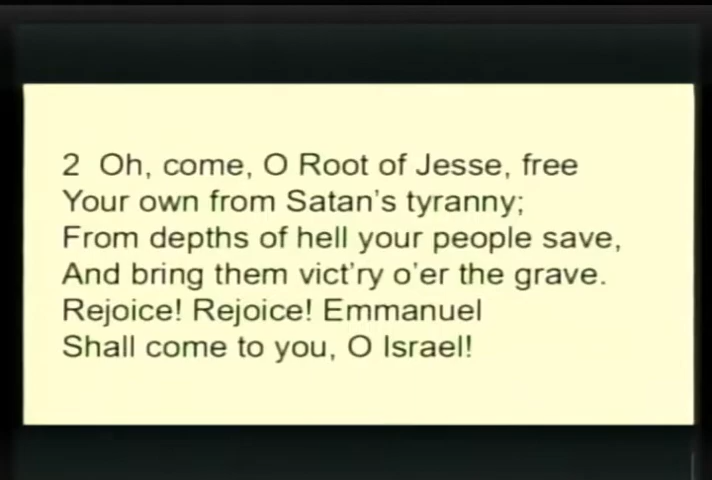 2 Oh, come, O Root of Jesse, free
Your own from Satan's tyranny;
From depths of hell your people save,
And bring them vict'ry o'er the grave.
Rejoice! Rejoice! Emmanuel
Shall come to you, O Israel!